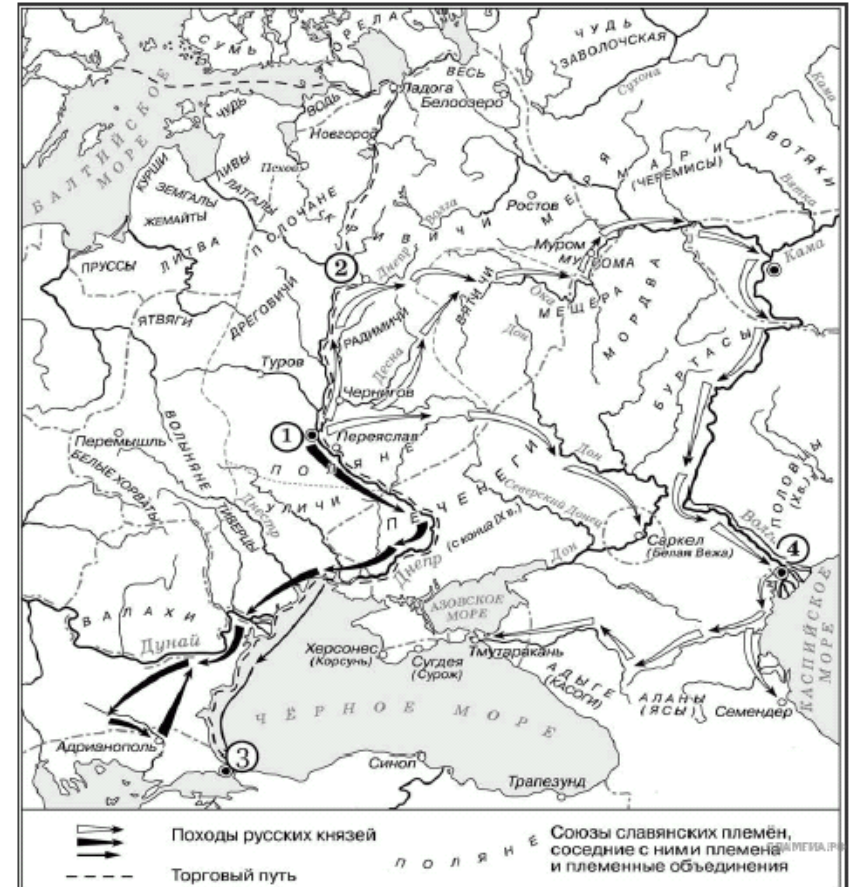 СУМЬ
КОРЕЛА
ЧУДЬ
ЗАВОЛОЧСКАЯ
ВЕСЬ
Ладога
Белоозеро
Сухона
Кама
БАЛТИЙСКОЕ
МОРЕ
ЧУДЬ
ВОДЬ
Новгород
Псков
КУРШИ
ЛИВЫ
ЗЕМГАЛЫ
ЛАТГАЛЫ
ЖЕМАЙТЫ
ЛИТВА
ПРУССЫ
ПОЛОЧАНЕ
КРИВИЧИ
Волга
МЕРЯ
Ростов
МАРИ
(ЧЕРЕМИСЫ)
ВОТЯКИ
Вятка
Муром
МУРОМА
Кама
2
Днепр
ЯТВЯГИ
ДРЕГОВИЧИ
РАДИМИЧИ
ВЯТИЧИ
Ока
МЕЩЕРА
МОРДВА
Дон
Десна
БУРТАСЫ
Туров
Чернигов
1
Переяслав
Перемышль
ВОЛЫНЯНЕ
БЕЛЫЕ ХОРВАТЫ
ПОЛЯНЕ
УЛИЧИ
ТИВЕРЦЫ
Днестр
ПЕЧЕНЕГИ
(с конца IX в.)
Дон
Северский Донец
ПОЛОВЦЫ
(X в.)
Волга
Саркел
(Белая Вежа)
4
Днепр
Дон
АЗОВСКОЕ
МОРЕ
ВАЛАХИ
Дунай
Херсонес
(Корсунь)
Сугдея
(Сурож)
Тмутаракань
АДЫГЕ
(КАСОГИ)
АЛАНЫ
(ЯСЫ)
Семендер
КАСПИЙСКОЕ
МОРЕ
ЧЁРНОЕ МОРЕ
Адрианополь
3
Синоп
Трапезунд
Походы русских князей
Торговый путь
ПОЛЯНЕ
Союзы славянских племён,
соседние с ними племена
и племенные объединения